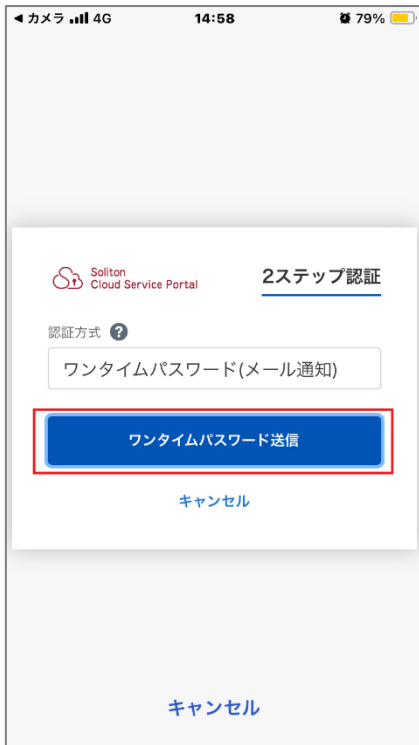 ◀ カメラ 4G 14:58 79%
Soliton
Cloud Service Portal
2ステップ認証
認証方式 ?
ワンタイムパスワード(メール通知)
ワンタイムパスワード送信
キャンセル
キャンセル